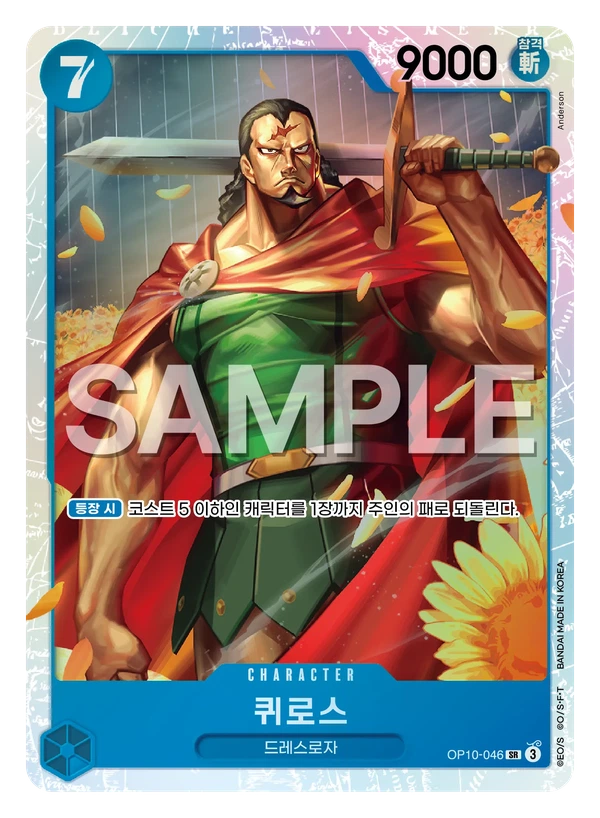 7
9000
참격
斬
Anderson
SAMPLE
등장 시 코스트 5 이하인 캐릭터를 1장까지 주인의 패로 되돌린다.
CHARACTER
퀴로스
드레스로자
OP10-046 SR 3
©EO/S ©O/S·F·T BANDAI MADE IN KOREA